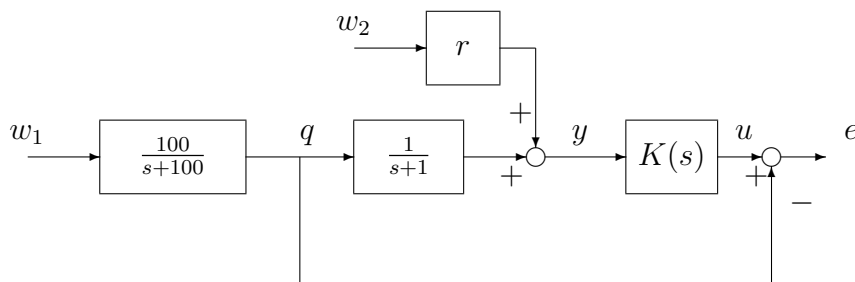 w₂
r
+
w₁
100
s+100
q
1
s+1
+
y
K(s)
u
+
e
−